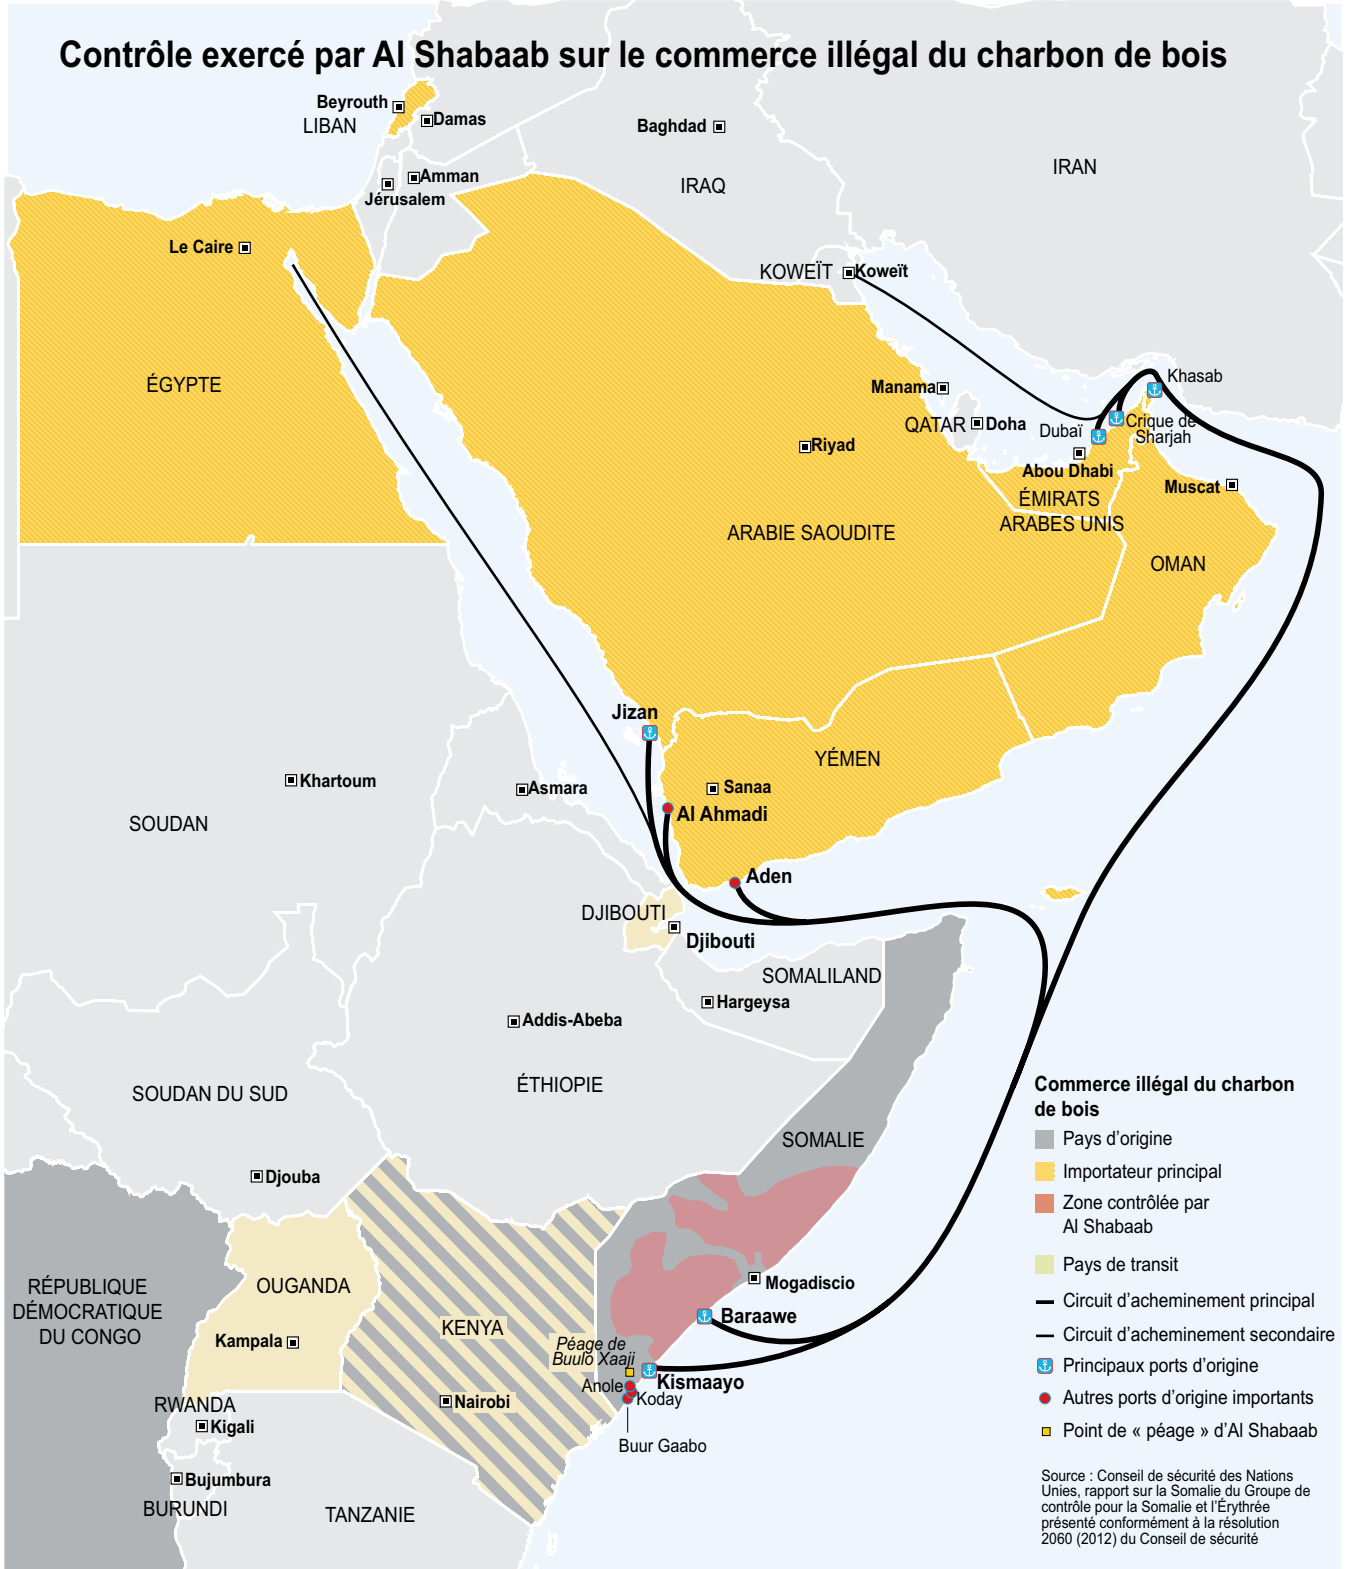 Contrôle exercé par Al Shabaab sur le commerce illégal du charbon de bois
Beyrouth
LIBAN
Damas
Baghdad
IRAQ
IRAN
Amman
Jérusalem
Le Caire
KOWEÏT
Koweït
ÉGYPTE
Manama
Khasab
QATAR
Doha
Dubaï
Crique de
Sharjah
Riyad
Abou Dhabi
Muscat
ÉMIRATS
ARABES UNIS
ARABIE SAOUDITE
OMAN
Jizan
YÉMEN
Khartoum
Asmara
Sanaa
SOUDAN
Al Ahmadi
Aden
DJIBOUTI
Djibouti
SOMALILAND
Hargeysa
Addis-Abeba
ÉTHIOPIE
SOUDAN DU SUD
SOMALIE
Djouba
OUGANDA
RÉPUBLIQUE
DÉMOCRATIQUE
DU CONGO
Mogadiscio
Baraawe
KENYA
Kampala
Péage de
Buulo Xaaji
Kismaayo
Anole
Koday
RWANDA
Nairobi
Kigali
Buur Gaabo
Bujumbura
BURUNDI
TANZANIE
Commerce illégal du charbon
de bois
Pays d'origine
Importateur principal
Zone contrôlée par
Al Shabaab
Pays de transit
Circuit d'acheminement principal
Circuit d'acheminement secondaire
Principaux ports d'origine
Autres ports d'origine importants
Point de « péage » d'Al Shabaab
Source : Conseil de sécurité des Nations
Unies, rapport sur la Somalie du Groupe de
contrôle pour la Somalie et l'Érythrée
présenté conformément à la résolution
2060 (2012) du Conseil de sécurité